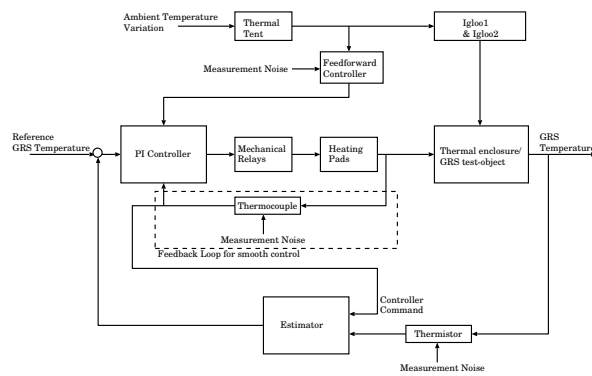 Ambient Temperature
Variation
Thermal
Tent
Igloo1
& Igloo2
Measurement Noise
Feedforward
Controller
Reference
GRS Temperature
PI Controller
Mechanical
Relays
Heating
Pads
Thermal enclosure/
GRS test-object
GRS
Temperature
Thermocouple
Measurement Noise
Feedback Loop for smooth control
Controller
Command
Estimator
Thermistor
Measurement Noise